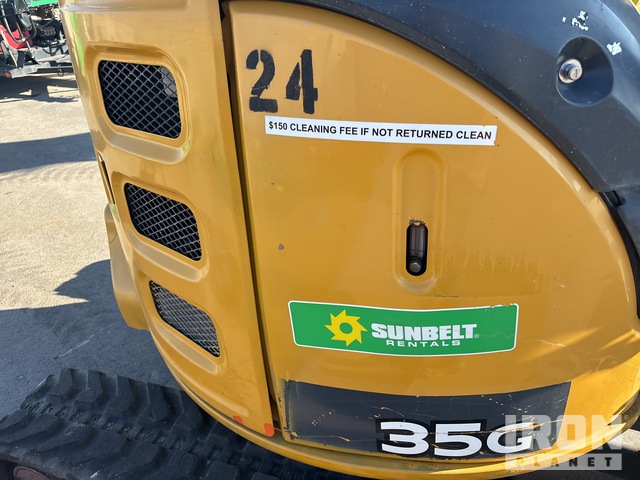 24
$150 CLEANING FEE IF NOT RETURNED CLEAN
SUNBELT®
RENTALS
35G
IRON
PLANET